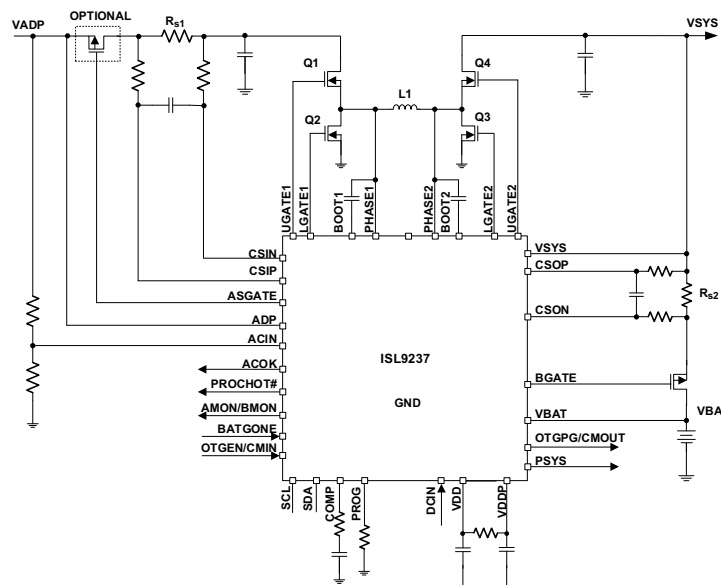 OPTIONAL
VADP
Rs1
VSYS
Q1
Q4
L1
Q2
Q3
UGATE1
LGATE1
BOOT1
PHASE1
PHASE2
BOOT2
LGATE2
UGATE2
CSIN
VSYS
CSIP
CSOP
Rs2
ASGATE
CSON
ADP
ACIN
ISL9237
ACOK
PROCHOT#
BGATE
GND
AMON/BMON
VBAT
VBA
BATGONE
OTGPG/CMOUT
OTGEN/CMIN
PSYS
SCL
SDA
COMP
PROG
DCIN
VDD
VDDP